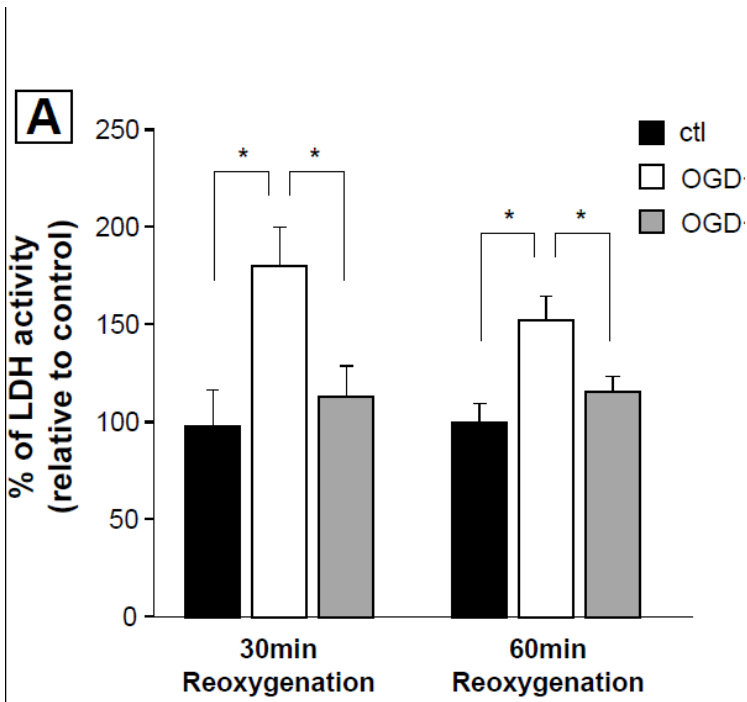 A
250
200
150
100
50
0
% of LDH activity
(relative to control)
* *
* *
ctl
OGD-
OGD-
30min
Reoxygenation
60min
Reoxygenation